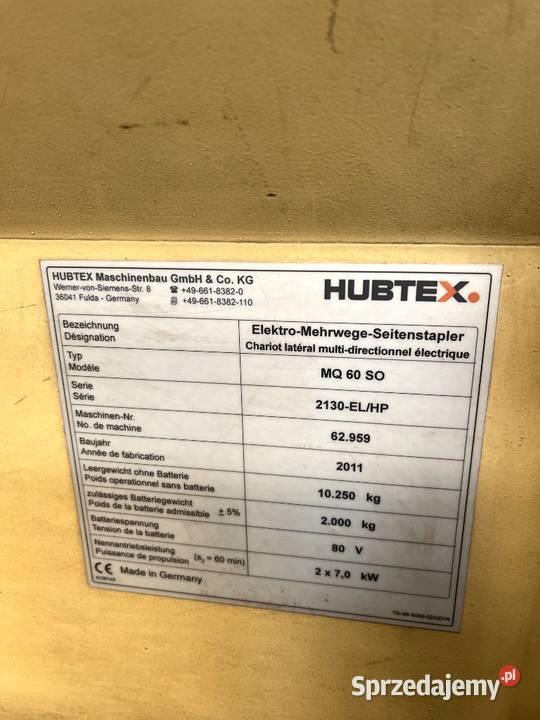 HUBTEX Maschinenbau GmbH & Co. KG
Werner-von-Siemens-Str. 8 ☎ +49-661-8382-0
36041 Fulda - Germany +49-661-8382-110
HUBTEX
Bezeichnung
Désignation
Elektro-Mehrwege-Seitenstapler
Chariot latéral multi-directionnel électrique
Typ
Modèle
MQ 60 SO
Serie
Série
2130-EL/HP
Maschinen-Nr.
No. de machine
62.959
Baujahr
Année de fabrication
2011
Leergewicht ohne Batterie
Poids operationnel sans batterie
10.250 kg
zulässiges Batteriegewicht
Poids de la batterie admissible ± 5%
2.000 kg
Batteriespannung
Tension de la batterie
80 V
Nennantriebsleistung
Puissance de propulsion (s₂ = 60 min)
2 x 7,0 kW
CE Made in Germany
Sprzedajemy.pl